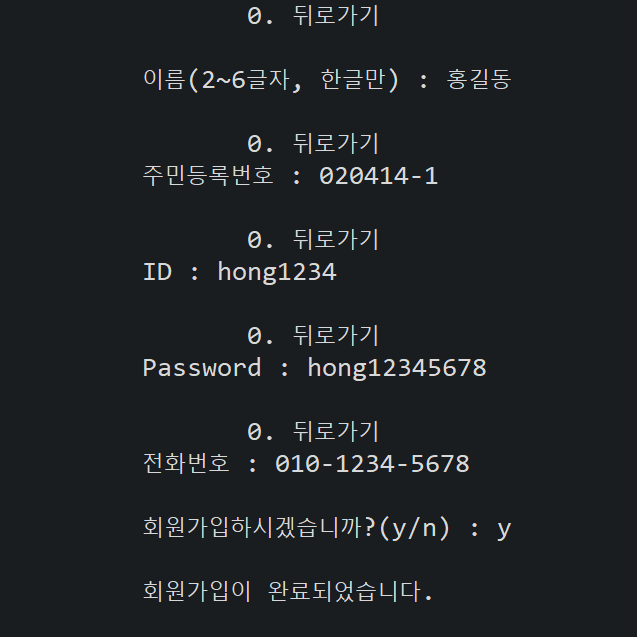 0. 뒤로가기
이름(2~6글자, 한글만) : 홍길동
0. 뒤로가기
주민등록번호 : 020414-1
0. 뒤로가기
ID : hong1234
0. 뒤로가기
Password : hong12345678
0. 뒤로가기
전화번호 : 010-1234-5678
회원가입하시겠습니까?(y/n) : y
회원가입이 완료되었습니다.